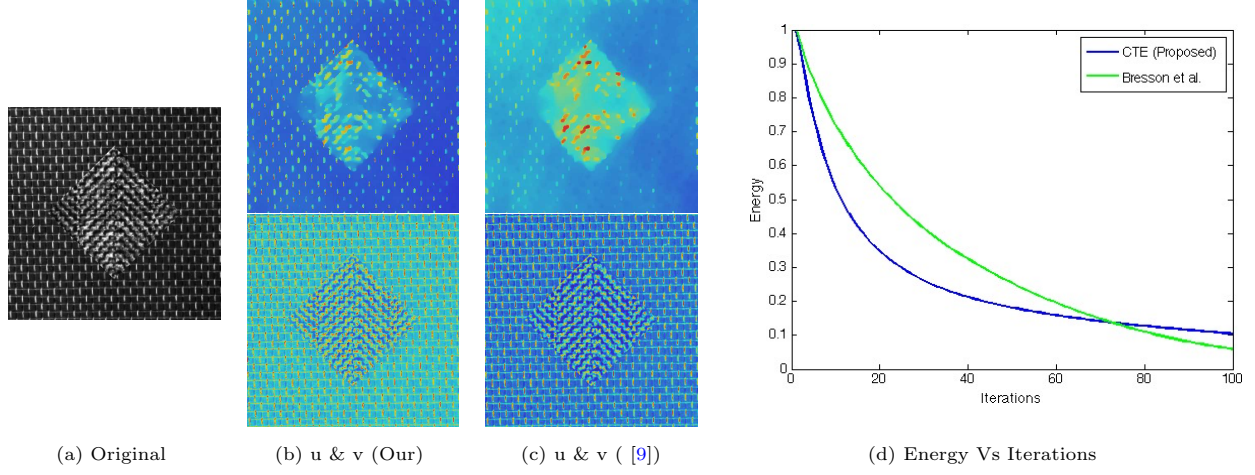 1
0.9
0.8
0.7
0.6
0.5
0.4
0.3
0.2
0.1
0
Energy
0 20 40 60 80 100
Iterations
CTE (Proposed)
Bresson et al.
(a) Original (b) u & v (Our) (c) u & v ( [9]) (d) Energy Vs Iterations